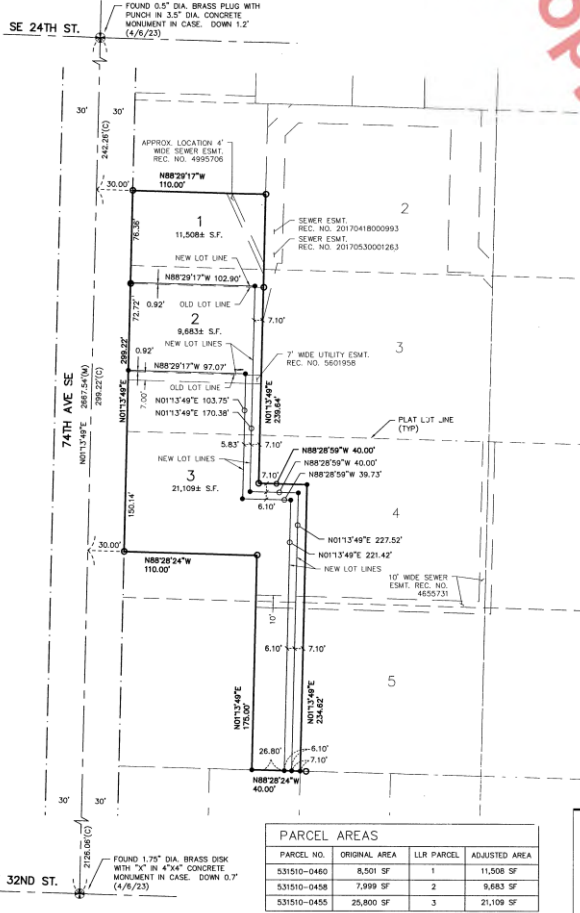 FOUND 0.5" DIA. BRASS PLUG WITH
PUNCH IN 3.5" DIA. CONCRETE
MONUMENT IN CASE. DOWN 1.2'
(4/6/23)
SE 24TH ST.
30'
30'
242.26'(C)
APPROX. LOCATION 4'
WIDE SEWER ESMT.
REC. NO. 4995706
N88°29'17"W
110.00'
30.00'
2
1
11,508± S.F.
76.36'
SEWER ESMT.
REC. NO. 20170418000993
SEWER ESMT.
REC. NO. 20170530001263
NEW LOT LINE
N88°29'17"W 102.90'
0.92'
OLD LOT LINE
72.72'
2
9,683± S.F.
7.10'
NEW LOT LINES
3
0.92'
299.22'
N88°29'17"W 97.07'
7' WIDE UTILITY ESMT.
REC. NO. 5601958
OLD LOT LINE
7.00'
N01°13'49"E 103.75'
N01°13'49"E 170.38'
N01°13'49"E
239.64'
74TH AVE SE
N01°13'49"E 2667.54'(M)
299.22'(C)
N01°13'49"E
PLAT LOT LINE
(TYP)
5.83'
7.10'
N88°28'59"W 40.00'
N88°28'59"W 40.00'
N88°28'59"W 39.73'
NEW LOT LINES
3
21,109± S.F.
7.10'
6.10'
4
150.14'
N01°13'49"E 227.52'
N01°13'49"E 221.42'
30.00'
N88°28'24"W
110.00'
NEW LOT LINES
10' WIDE SEWER
ESMT. REC. NO.
4655731
10'
6.10'
7.10'
5
N01°13'49"E
175.00'
N01°13'49"E
234.62'
26.80'
6.10'
7.10'
N88°28'24"W
40.00'
30'
30'
2126.06'(C)
FOUND 1.75" DIA. BRASS DISK
WITH "X" IN 4"X4" CONCRETE
MONUMENT IN CASE. DOWN 0.7'
(4/6/23)
32ND ST.
PARCEL AREAS
PARCEL NO. ORIGINAL AREA LLR PARCEL ADJUSTED AREA
531510-0460 8,501 SF 1 11,508 SF
531510-0458 7,999 SF 2 9,683 SF
531510-0455 25,800 SF 3 21,109 SF